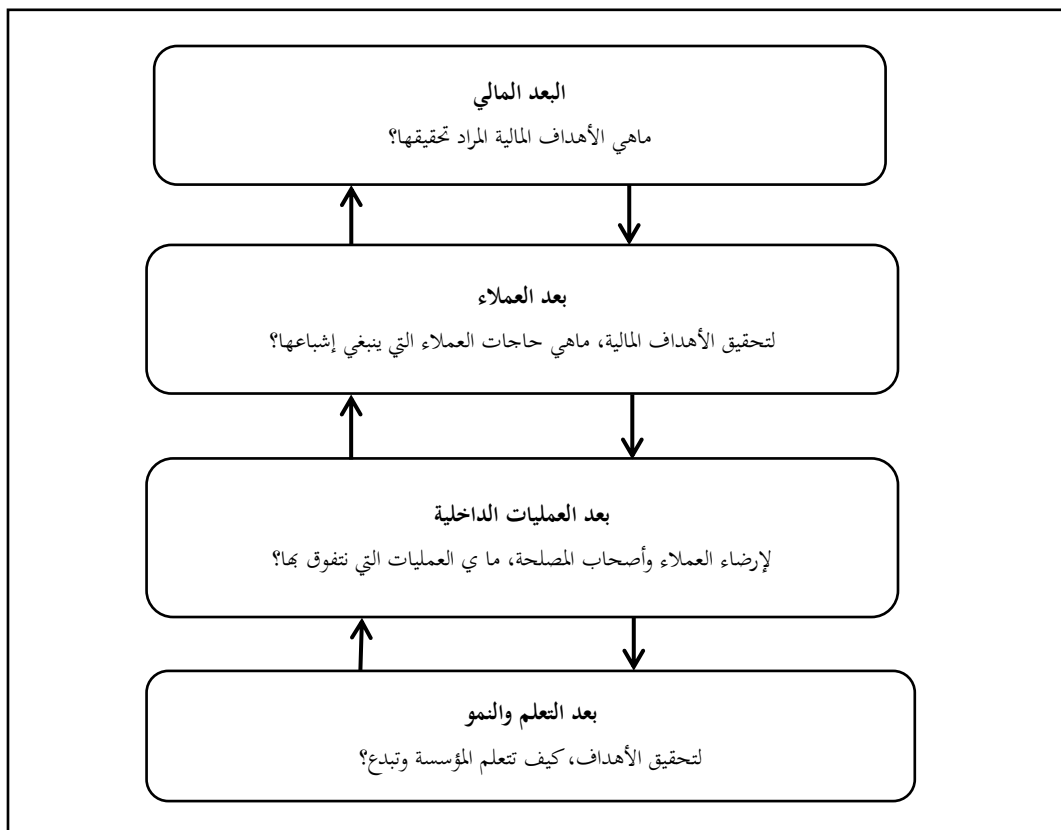 البعد المالي
ماهي الأهداف المالية المراد تحقيقها؟
بعد العملاء
لتحقيق الأهداف المالية، ماهي حاجات العملاء التي ينبغي إشباعها؟
بعد العمليات الداخلية
لإرضاء العملاء وأصحاب المصلحة، ما ي العمليات التي نتفوق بها؟
بعد التعلم والنمو
لتحقيق الأهداف، كيف تتعلم المؤسسة وتبدع؟